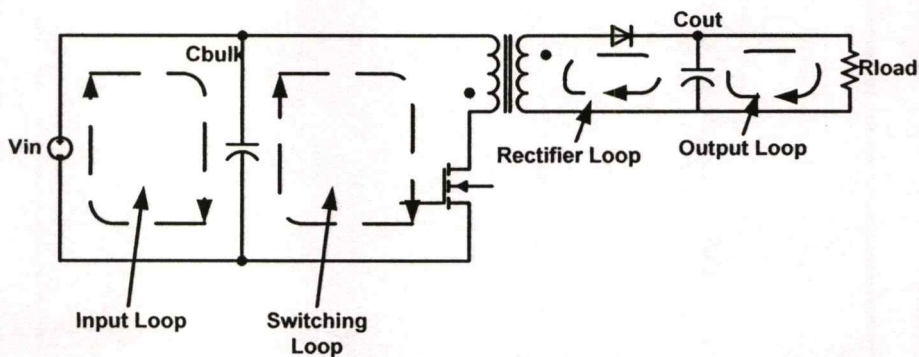 Cbulk
Cout
Rload
Vin
Rectifier Loop
Output Loop
Input Loop
Switching
Loop